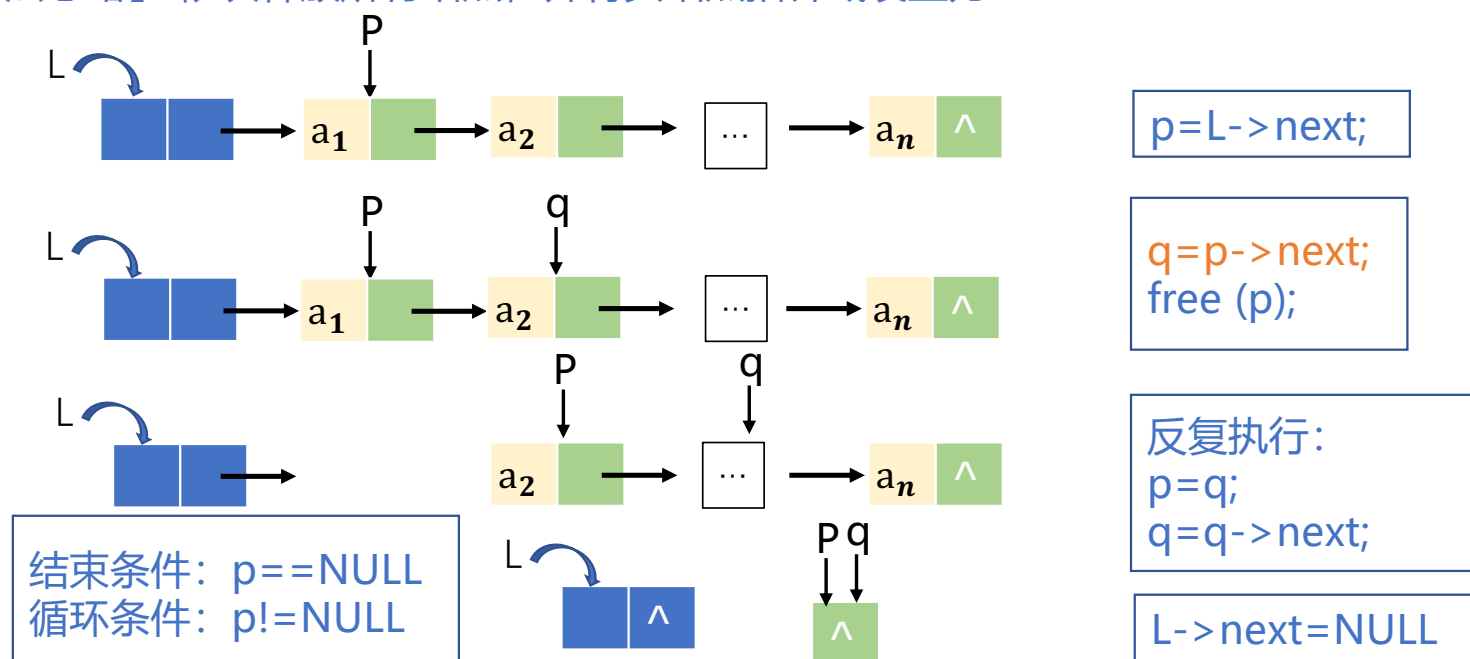 P
L
a1
a2
...
an ^
p=L->next;
P q
L
a1
a2
...
an ^
q=p->next;
free (p);
P q
L
a2
...
an ^
反复执行:
p=q;
q=q->next;
结束条件:p==NULL
循环条件:p!=NULL
L
^
P q
^
L->next=NULL